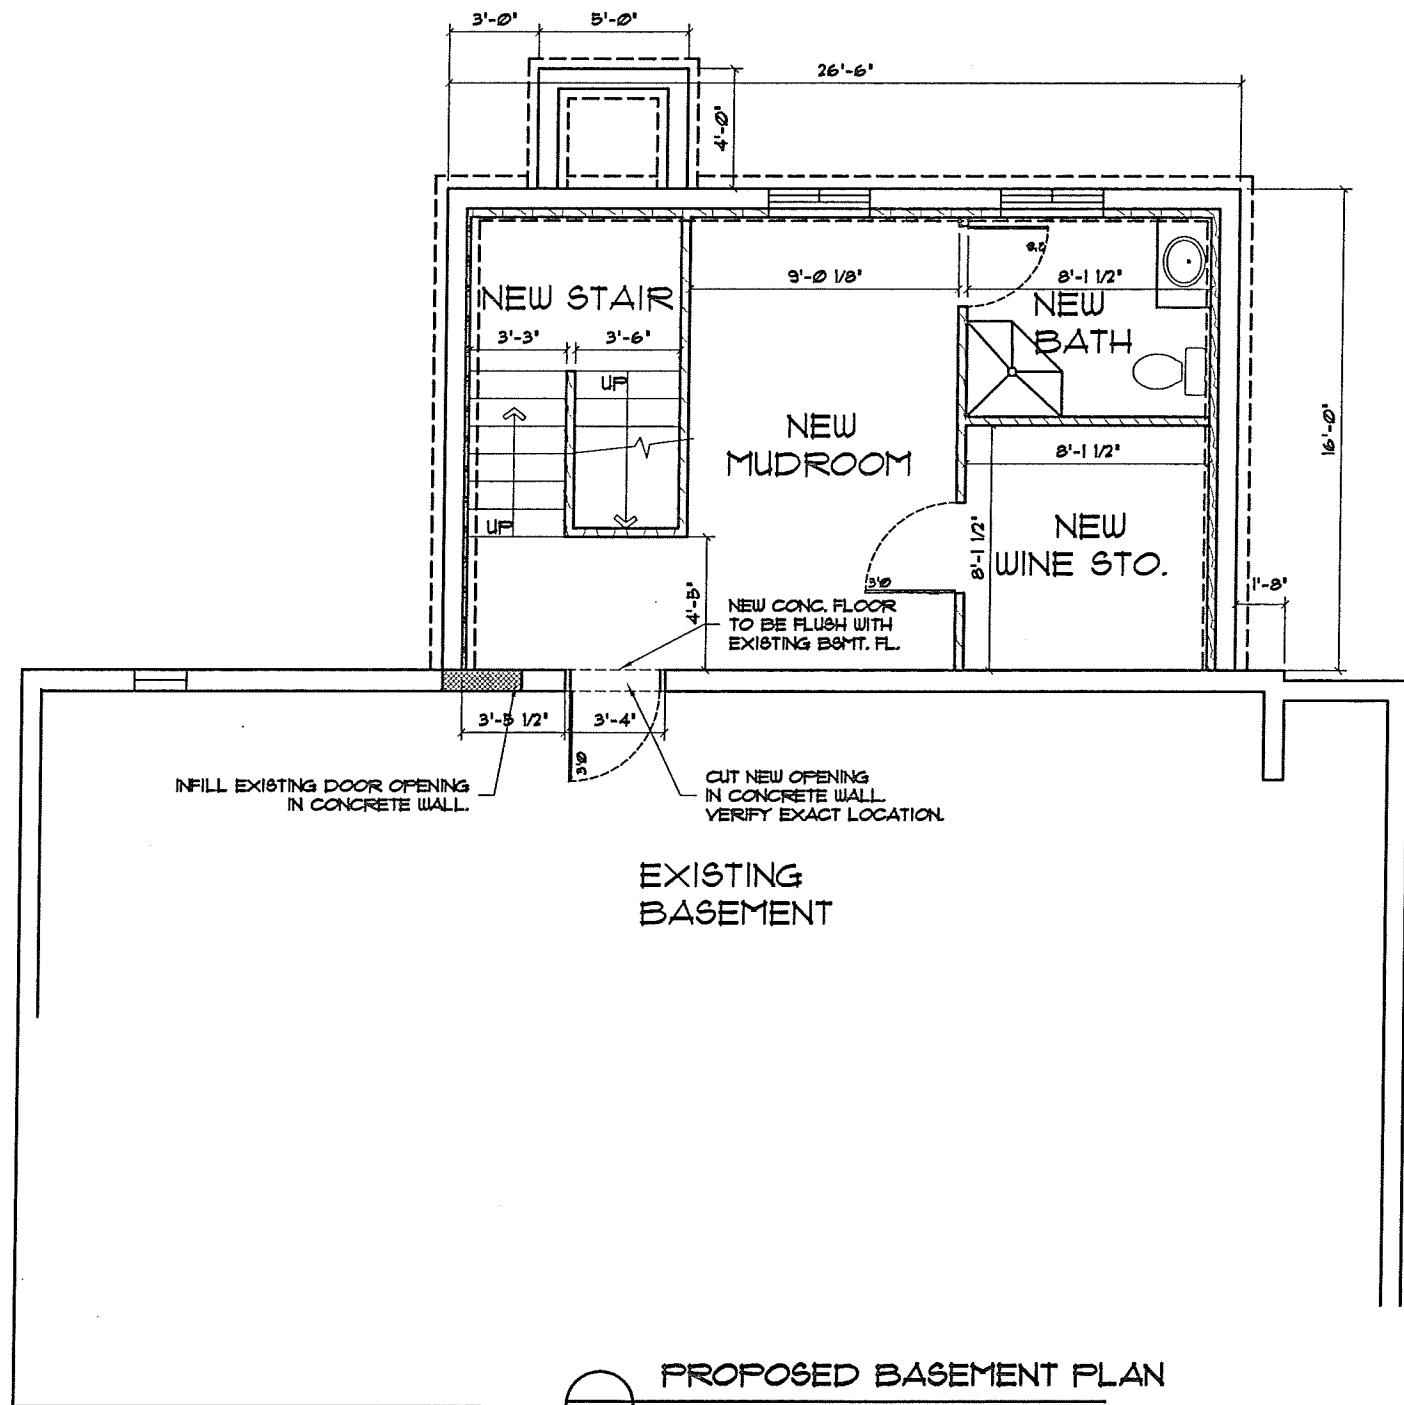 3'-0" 5'-0"
26'-6"
4'-0"
9'-0 1/8" 8'-1 1/2"
NEW STAIR
NEW
BATH
3'-3" 3'-6"
UP
NEW
MUDROOM
16'-0"
8'-1 1/2"
UP
8'-1 1/2"
NEW
WINE STO.
3'0
1'-8"
4'-5"
NEW CONC. FLOOR
TO BE FLUSH WITH
EXISTING BSMT. FL.
3'-5 1/2" 3'-4"
3'0
INFILL EXISTING DOOR OPENING
IN CONCRETE WALL.
CUT NEW OPENING
IN CONCRETE WALL.
VERIFY EXACT LOCATION.
EXISTING
BASEMENT
PROPOSED BASEMENT PLAN